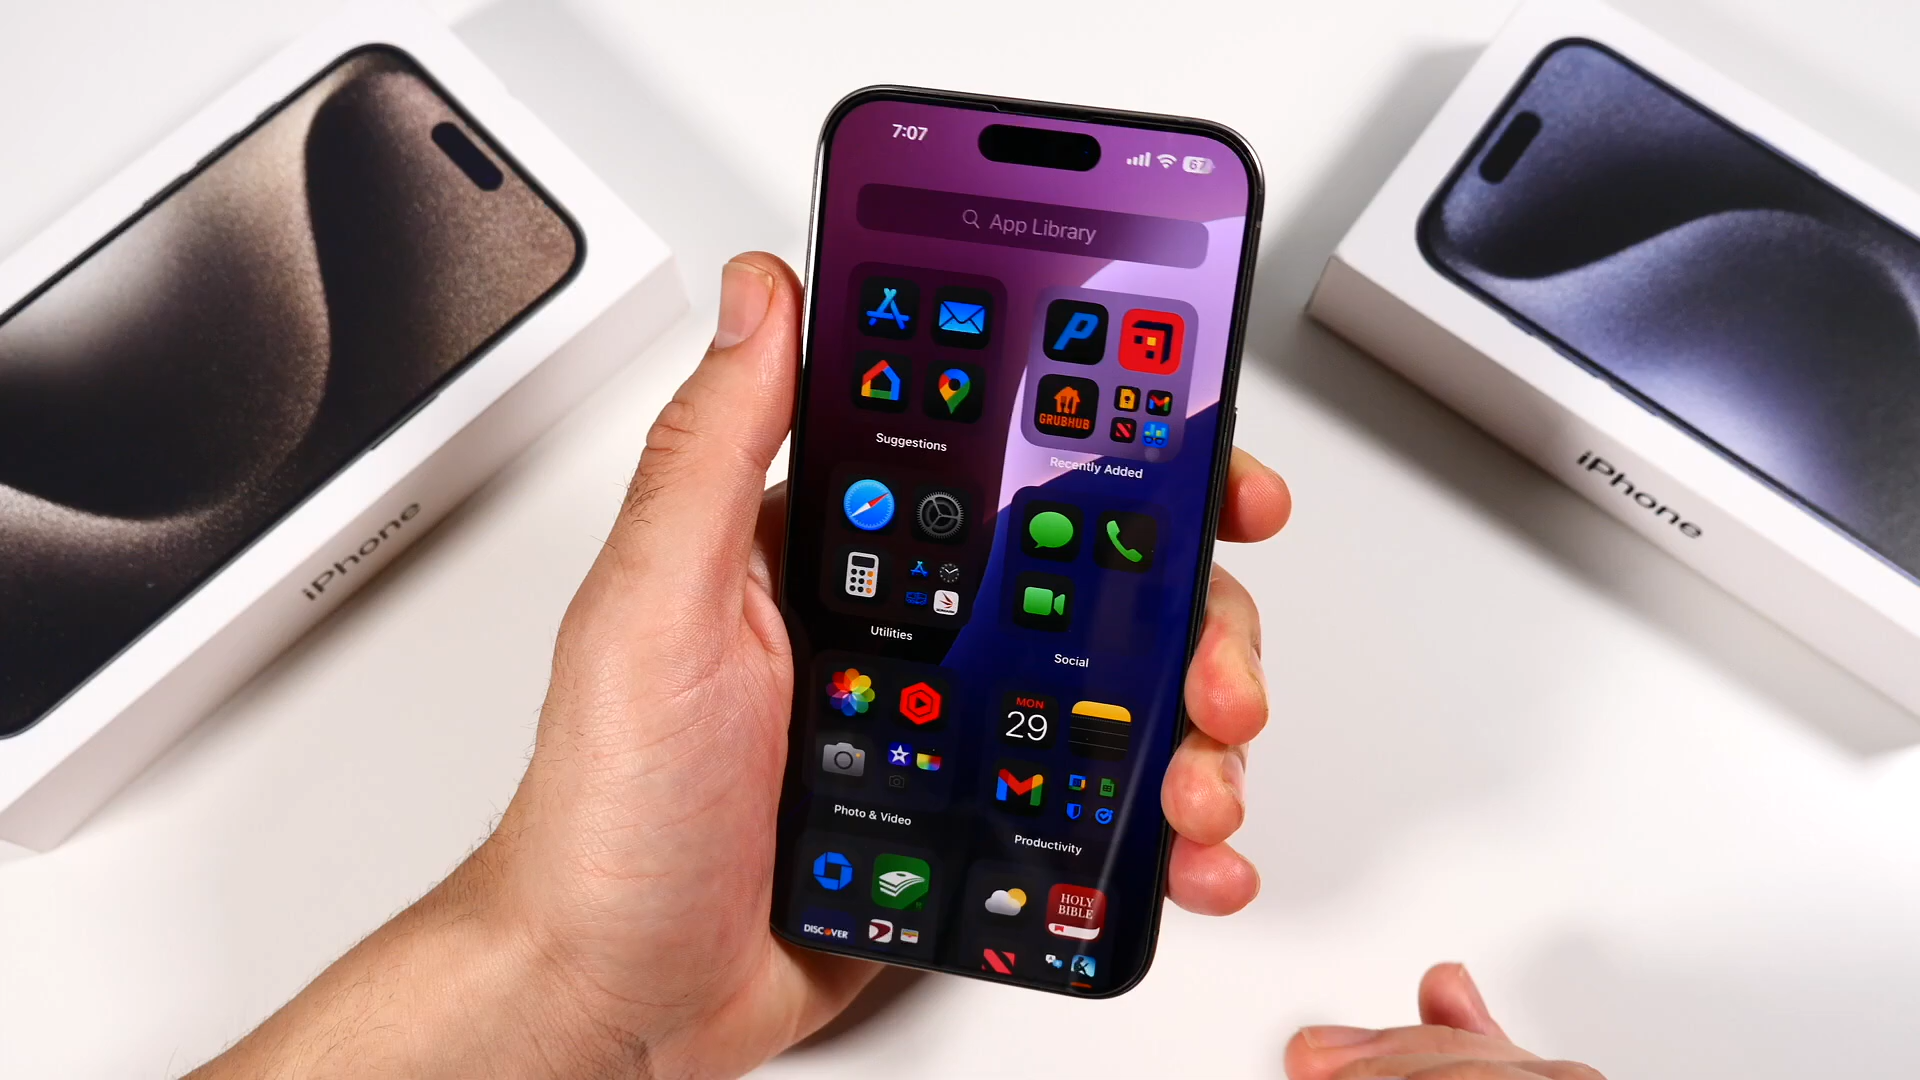 7:07
67
App Library
GRUBHUB
Suggestions
Recently Added
Utilities
Social
MON
29
Photo & Video
Productivity
HOLY
BIBLE
DISCOVER
iPhone
iPhone